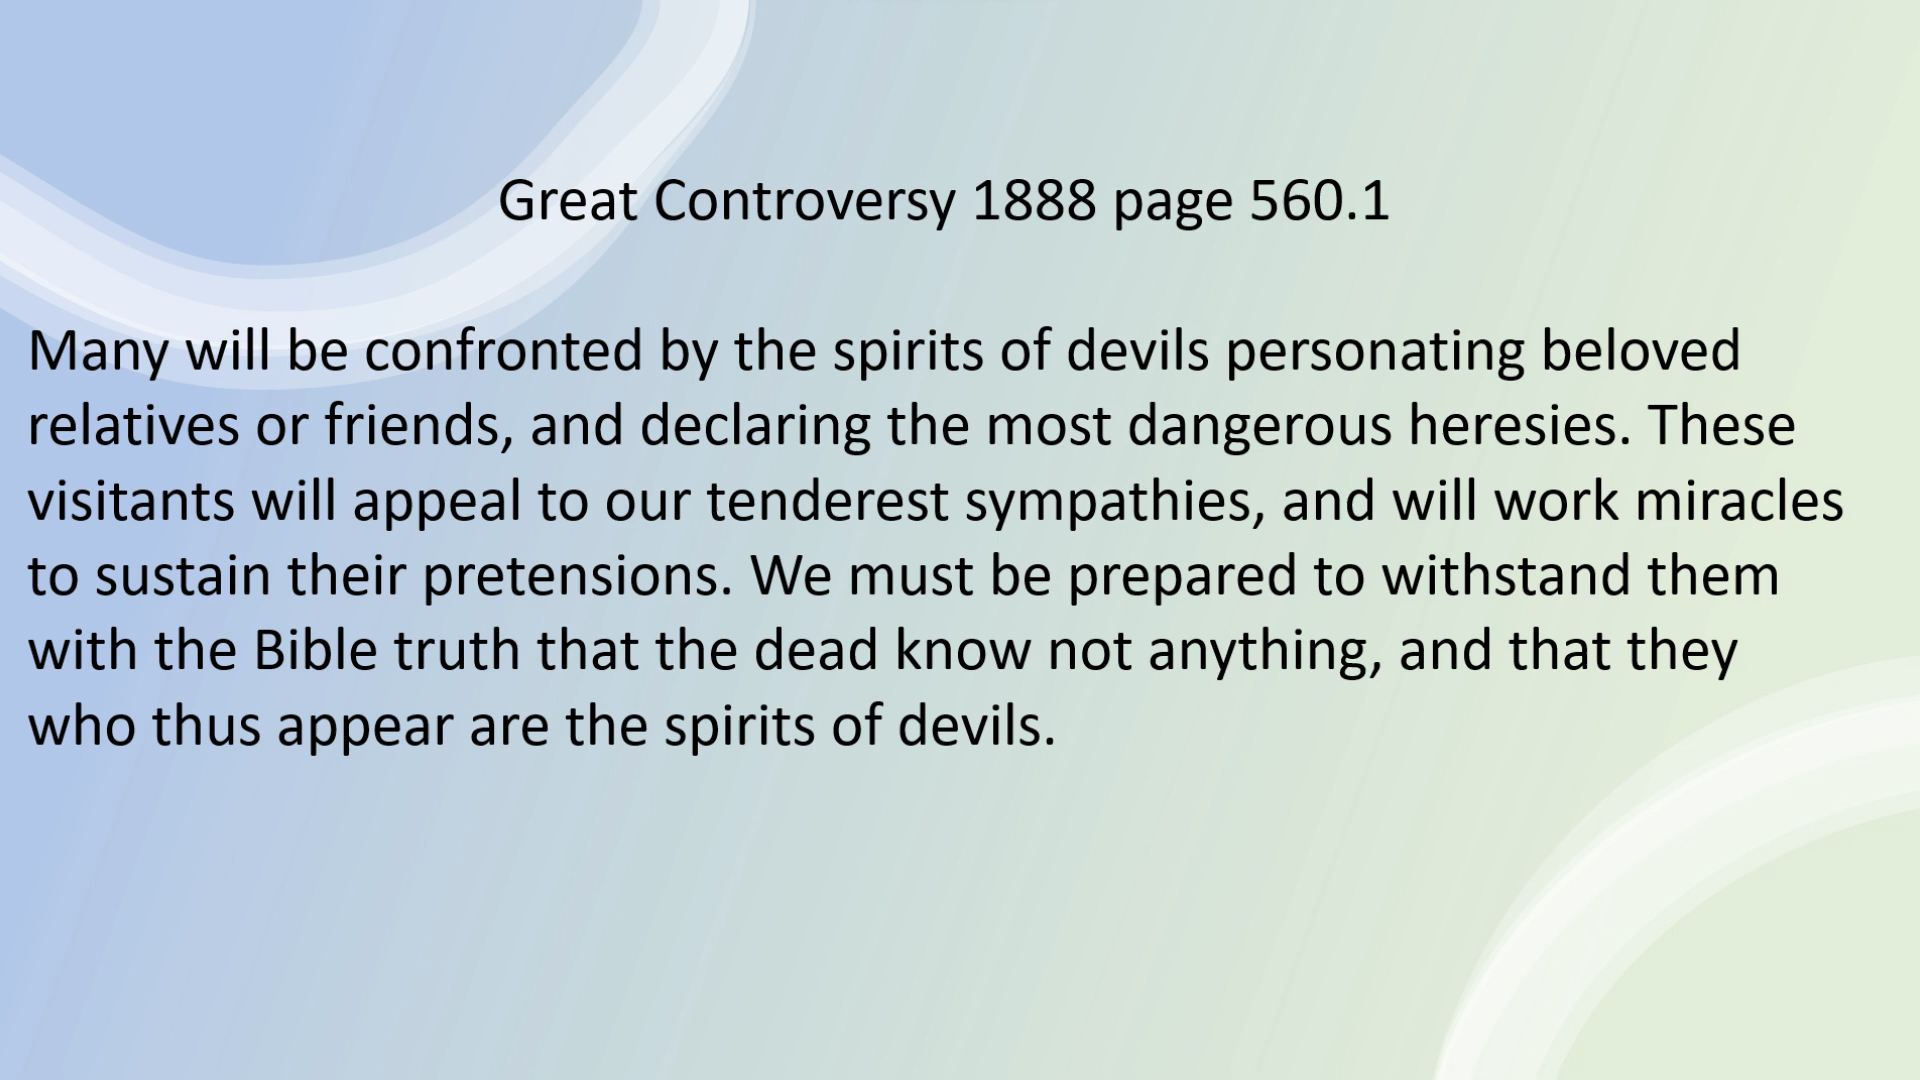 Great Controversy 1888 page 560.1
Many will be confronted by the spirits of devils personating beloved
relatives or friends, and declaring the most dangerous heresies. These
visitants will appeal to our tenderest sympathies, and will work miracles
to sustain their pretensions. We must be prepared to withstand them
with the Bible truth that the dead know not anything, and that they
who thus appear are the spirits of devils.